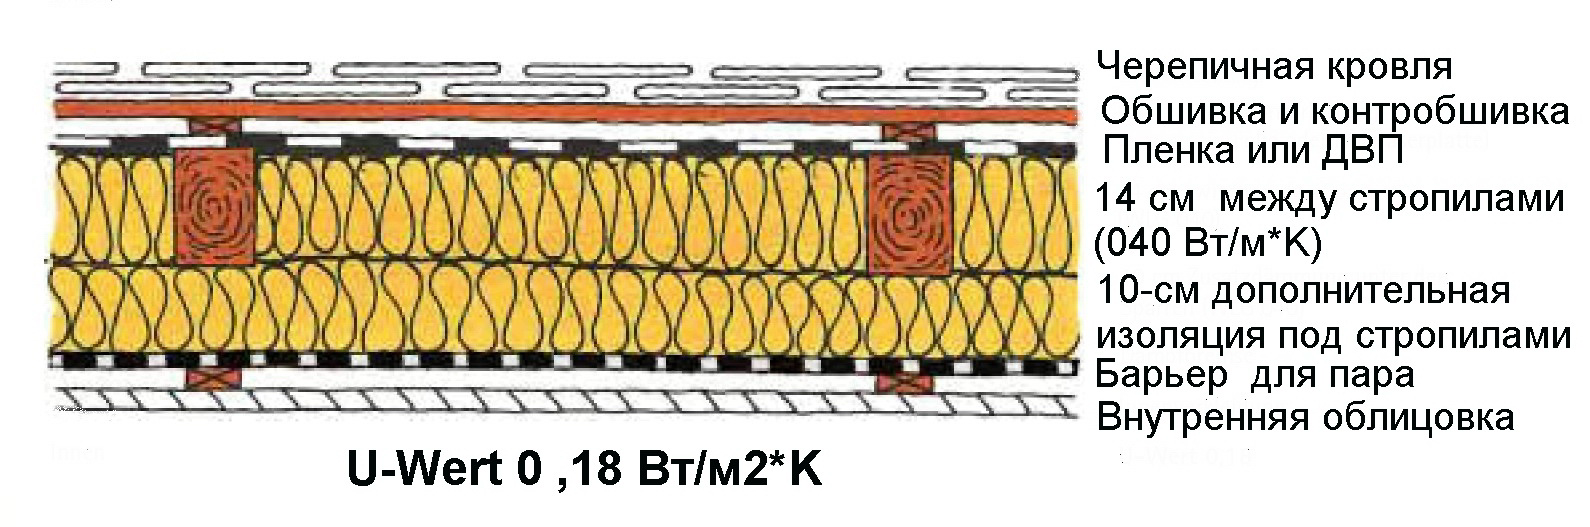 Черепичная кровля
Обшивка и контробшивка
Пленка или ДВП
14 см между стропилами
(040 Вт/м*K)
10-см дополнительная
изоляция под стропилами
Барьер для пара
Внутренняя облицовка
U-Wert 0 ,18 Вт/м2*K